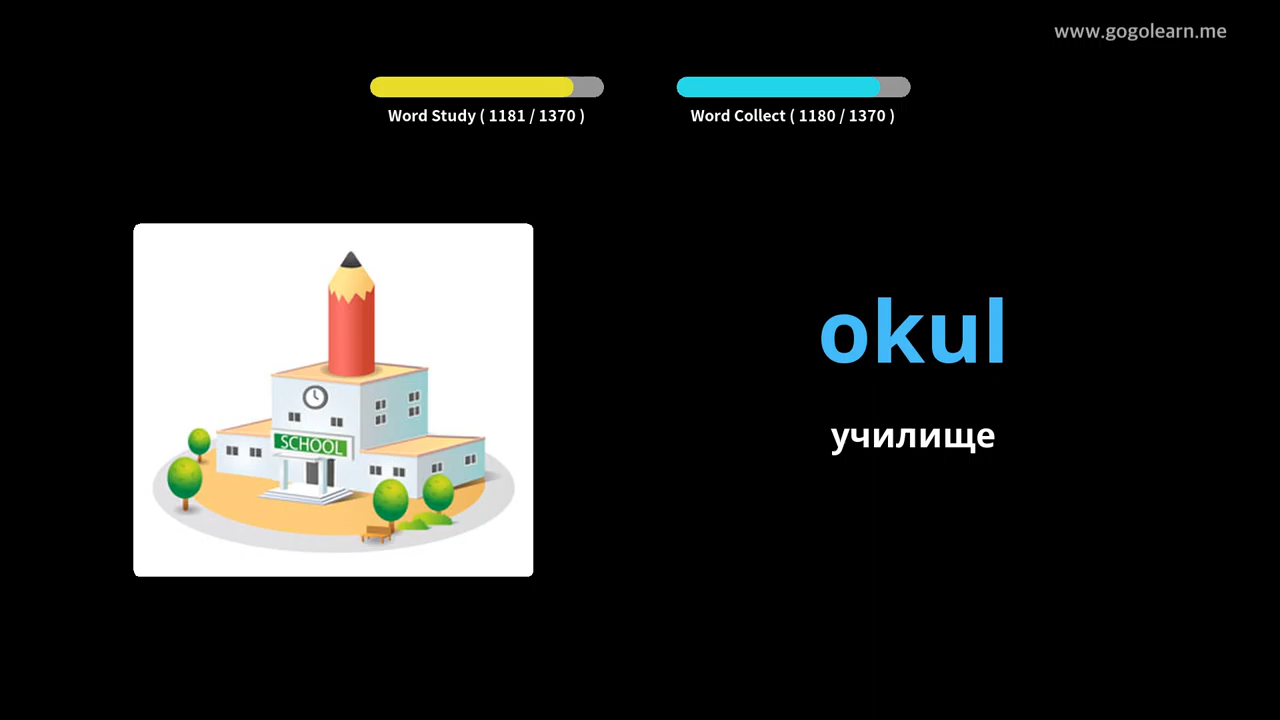 www.gogolearn.me
Word Study ( 1181 / 1370 )
Word Collect ( 1180 / 1370 )
SCHOOL
okul
училище